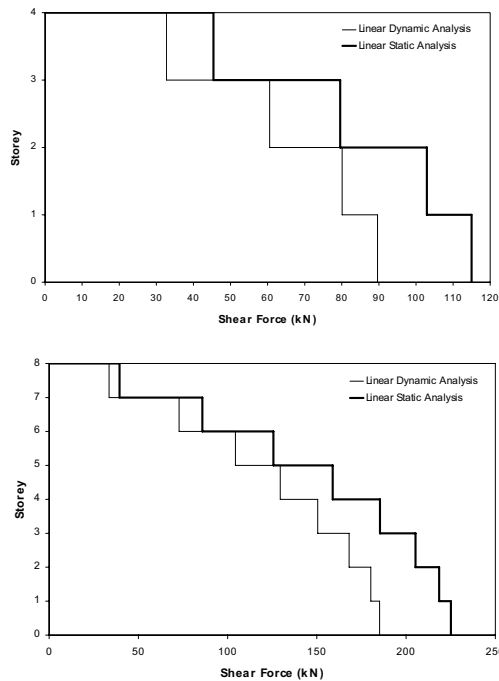 4
Linear Dynamic Analysis
Linear Static Analysis
3
Storey
2
1
0
0 10 20 30 40 50 60 70 80 90 100 110 120
Shear Force (kN)
8
Linear Dynamic Analysis
7
Linear Static Analysis
6
5
Storey
4
3
2
1
0
0 50 100 150 200 250
Shear Force (kN)